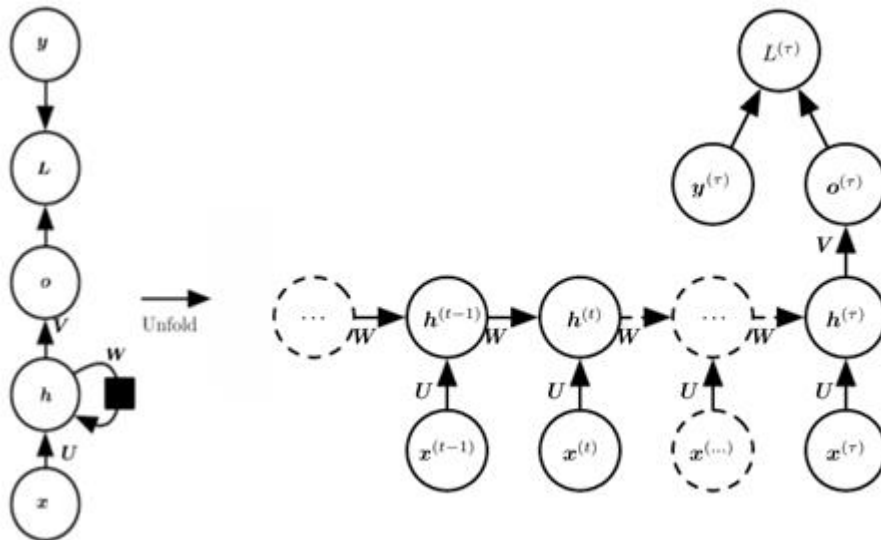 y
L
o
V
W
h
U
x
Unfold
L^(τ)
y^(τ) o^(τ)
V
... h^(t−1) h^(t) ... h^(τ)
W W W W
U U U U
x^(t−1) x^(t) x^(...) x^(τ)